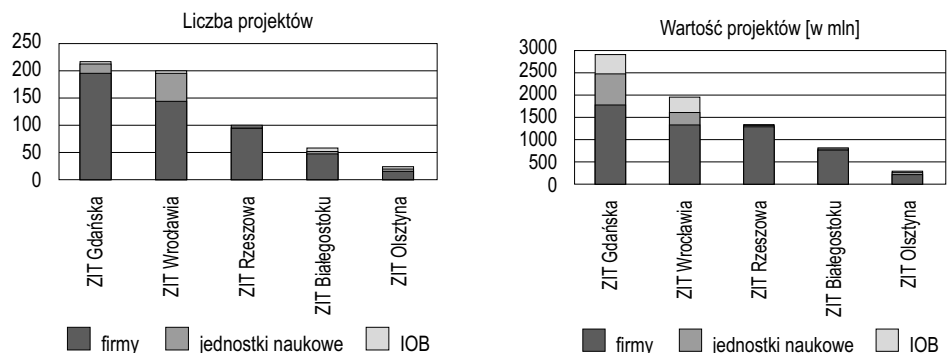 Liczba projektów
250
200
150
100
50
0
ZIT Gdańska
ZIT Wrocławia
ZIT Rzeszowa
ZIT Białegostoku
ZIT Olsztyna
firmy jednostki naukowe IOB
Wartość projektów [w mln]
3000
2500
2000
1500
1000
500
0
ZIT Gdańska
ZIT Wrocławia
ZIT Rzeszowa
ZIT Białegostoku
ZIT Olsztyna
firmy jednostki naukowe IOB